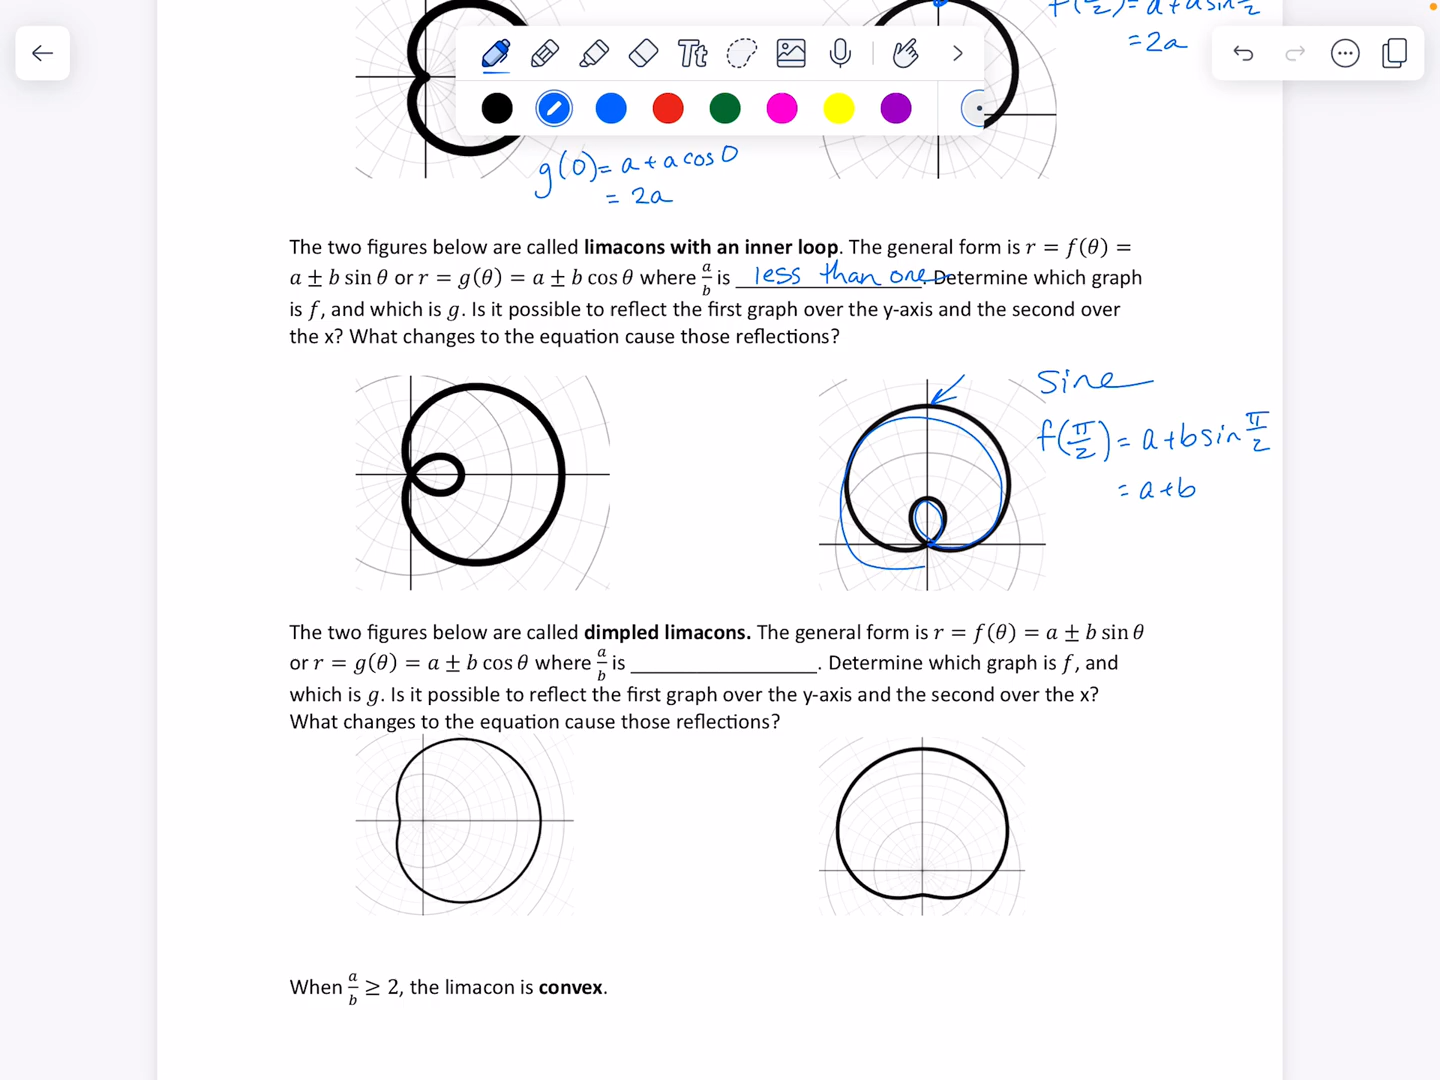 f(π/2) = a + a sin π/2
= 2a
Tt
g(0) = a + a cos 0
= 2a
The two figures below are called limacons with an inner loop. The general form is r = f(θ) =
a ± b sin θ or r = g(θ) = a ± b cos θ where a/b is less than one. Determine which graph
is f, and which is g. Is it possible to reflect the first graph over the y-axis and the second over
the x? What changes to the equation cause those reflections?
Sine
f(π/2) = a + b sin π/2
= a + b
The two figures below are called dimpled limacons. The general form is r = f(θ) = a ± b sin θ
or r = g(θ) = a ± b cos θ where a/b is ____________________. Determine which graph is f, and
which is g. Is it possible to reflect the first graph over the y-axis and the second over the x?
What changes to the equation cause those reflections?
When a/b ≥ 2, the limacon is convex.